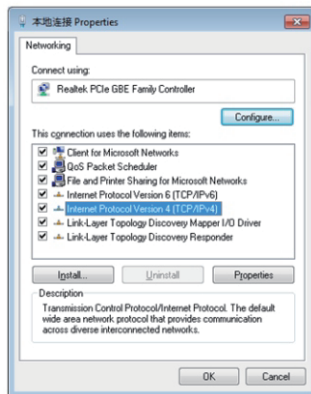 本地连接 Properties
Networking
Connect using:
Realtek PCIe GBE Family Controller
Configure...
This connection uses the following items:
Client for Microsoft Networks
QoS Packet Scheduler
File and Printer Sharing for Microsoft Networks
Internet Protocol Version 6 (TCP/IPv6)
Internet Protocol Version 4 (TCP/IPv4)
Link-Layer Topology Discovery Mapper I/O Driver
Link-Layer Topology Discovery Responder
Install...
Uninstall
Properties
Description
Transmission Control Protocol/Internet Protocol. The default
wide area network protocol that provides communication
across diverse interconnected networks.
OK
Cancel